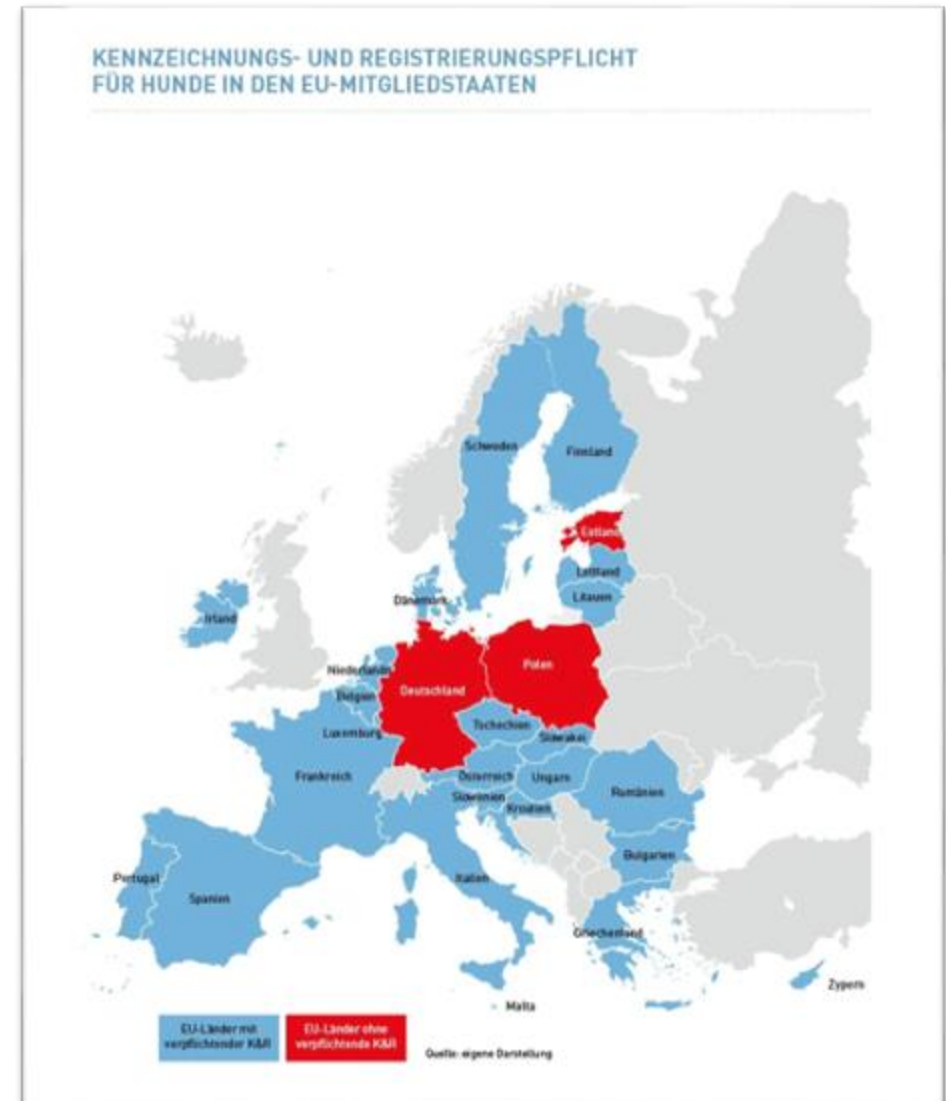 KENNZEICHNUNGS- UND REGISTRIERUNGSPFLICHT
FÜR HUNDE IN DEN EU-MITGLIEDSTAATEN
Schweden
Finnland
Estland
Lettland
Litauen
Dänemark
Irland
Niederlande
Polen
Deutschland
Belgien
Tschechien
Luxemburg
Slowakei
Frankreich
Österreich
Ungarn
Slowenien
Rumänien
Kroatien
Bulgarien
Portugal
Italien
Spanien
Griechenland
Zypern
Malta
EU-Länder mit
verpflichtender K&R
EU-Länder ohne
verpflichtende K&R
Quelle: eigene Darstellung